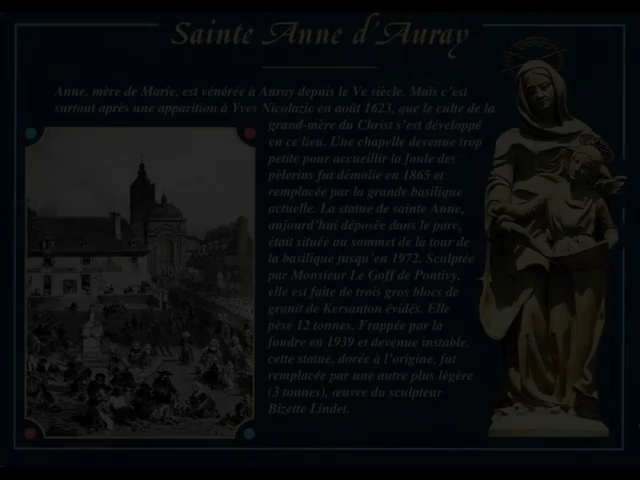 Sainte Anne d'Auray
Anne, mère de Marie, est vénérée à Auray depuis le Ve siècle. Mais c'est
surtout après une apparition à Yves Nicolazic en août 1623, que le culte de la
grand-mère du Christ s'est développé
en ce lieu. Une chapelle devenue trop
petite pour accueillir la foule des
pèlerins fut démolie en 1865 et
remplacée par la grande basilique
actuelle. La statue de sainte Anne,
aujourd'hui déposée dans le parc,
était située au sommet de la tour de
la basilique jusqu'en 1972. Sculptée
par Monsieur Le Goff de Pontivy,
elle est faite de trois gros blocs de
granit de Kersanton évidés. Elle
pèse 12 tonnes. Frappée par la
foudre en 1939 et devenue instable,
cette statue, dorée à l'origine, fut
remplacée par une autre plus légère
(3 tonnes), œuvre du sculpteur
Bizette Lindet.